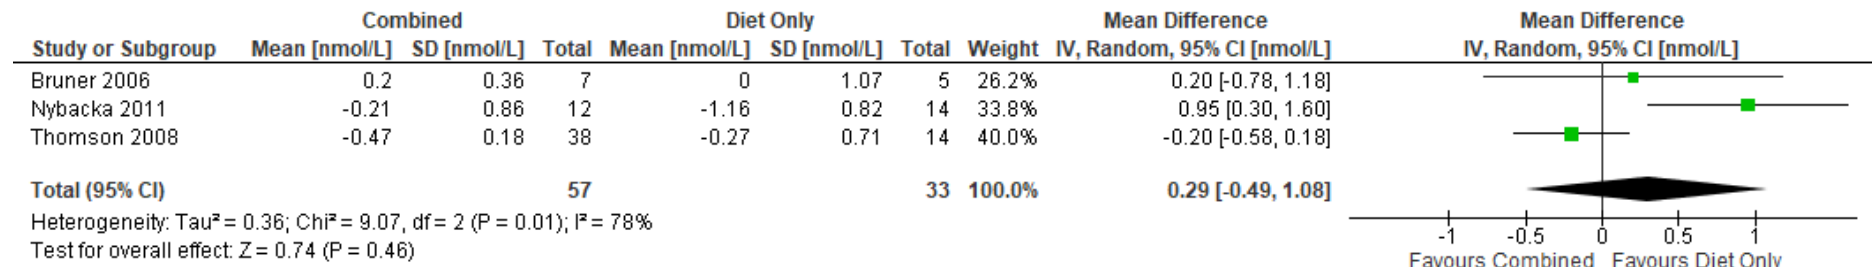 Combined Diet Only Mean Difference Mean Difference
Study or Subgroup Mean [nmol/L] SD [nmol/L] Total Mean [nmol/L] SD [nmol/L] Total Weight IV, Random, 95% CI [nmol/L] IV, Random, 95% CI [nmol/L]
Bruner 2006 0.2 0.36 7 0 1.07 5 26.2% 0.20 [-0.78, 1.18]
Nybacka 2011 -0.21 0.86 12 -1.16 0.82 14 33.8% 0.95 [0.30, 1.60]
Thomson 2008 -0.47 0.18 38 -0.27 0.71 14 40.0% -0.20 [-0.58, 0.18]
Total (95% CI) 57 33 100.0% 0.29 [-0.49, 1.08]
Heterogeneity: Tau² = 0.36; Chi² = 9.07, df = 2 (P = 0.01); I² = 78%
Test for overall effect: Z = 0.74 (P = 0.46)
-1 -0.5 0 0.5 1
Favours Combined Favours Diet Only